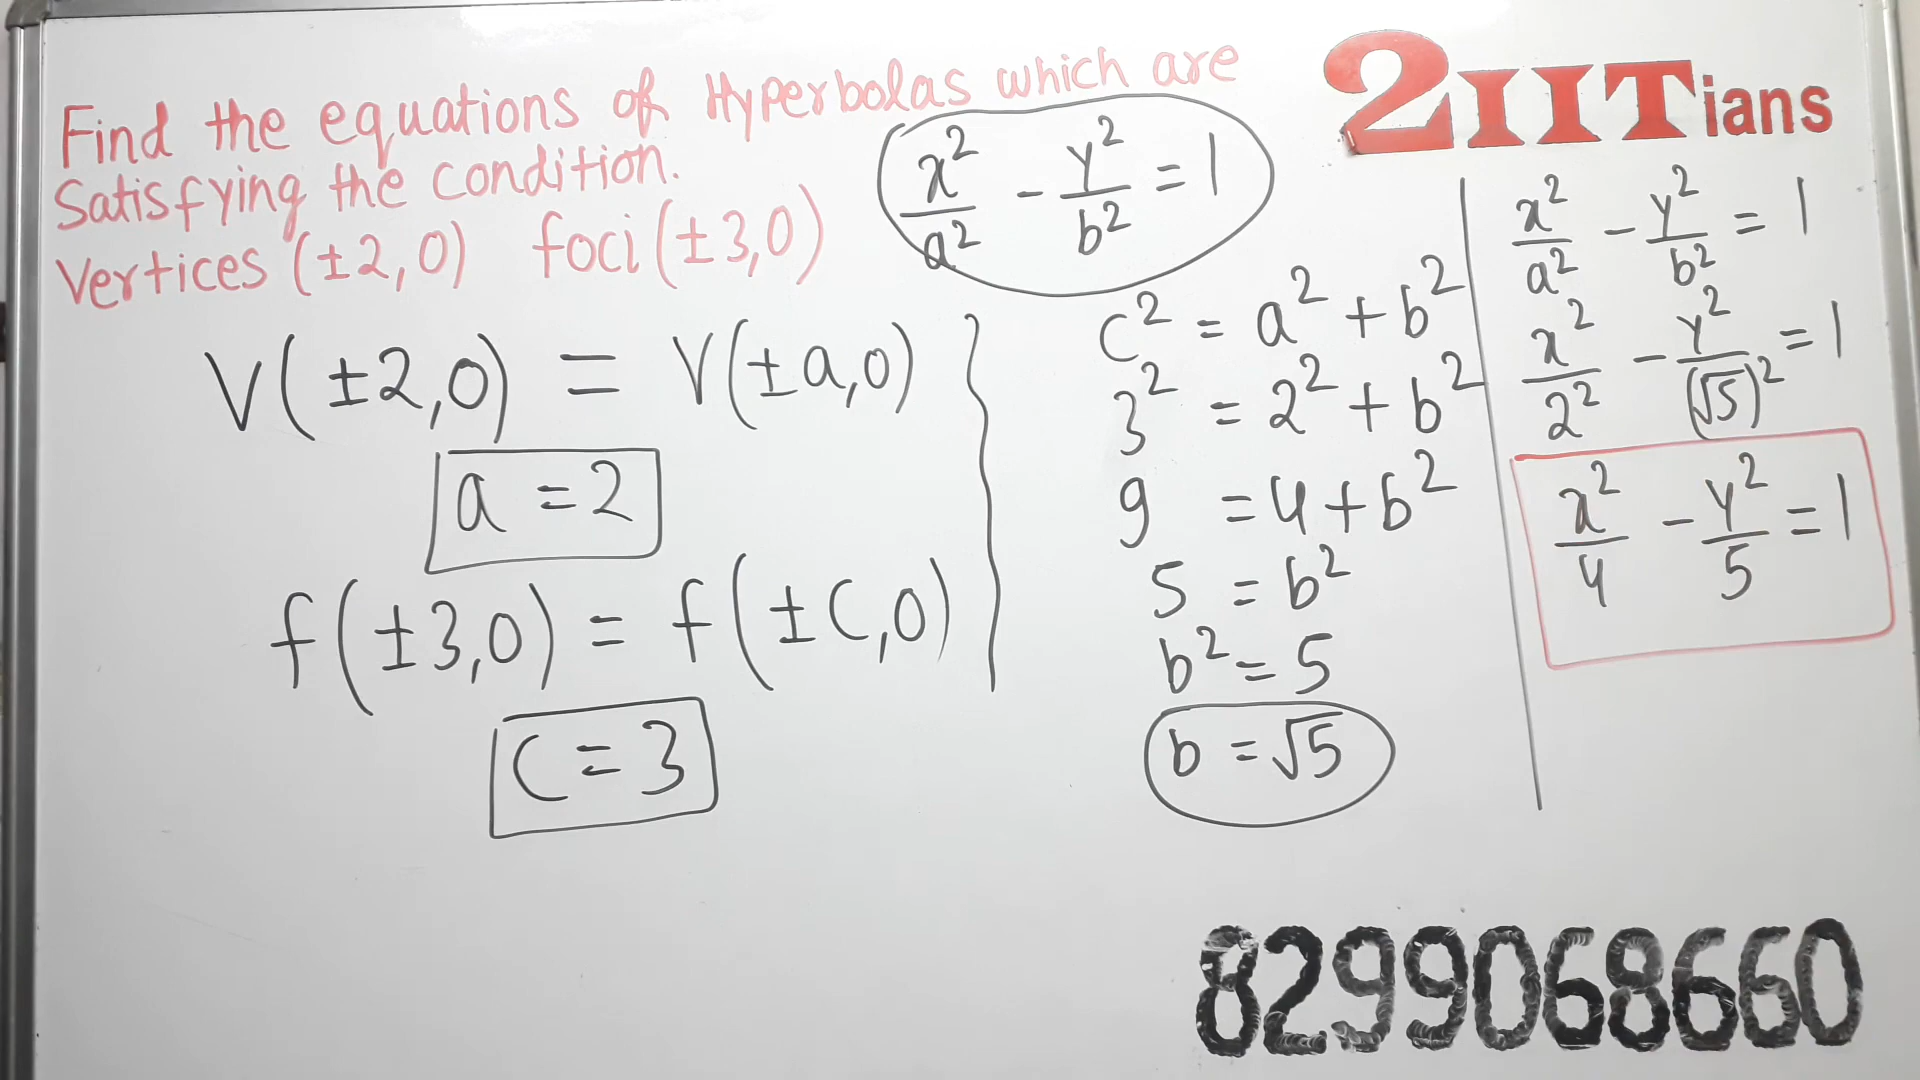 Find the equations of Hyperbolas which are
Satisfying the condition.
Vertices (±2,0) foci (±3,0)
x²/a² - y²/b² = 1
V(±2,0) = V(±a,0)
a = 2
f(±3,0) = f(±C,0)
C = 3
C² = a² + b²
3² = 2² + b²
9 = 4 + b²
5 = b²
b² = 5
b = √5
2IITians
x²/a² - y²/b² = 1
x²/2² - y²/(√5)² = 1
x²/4 - y²/5 = 1
8299068660